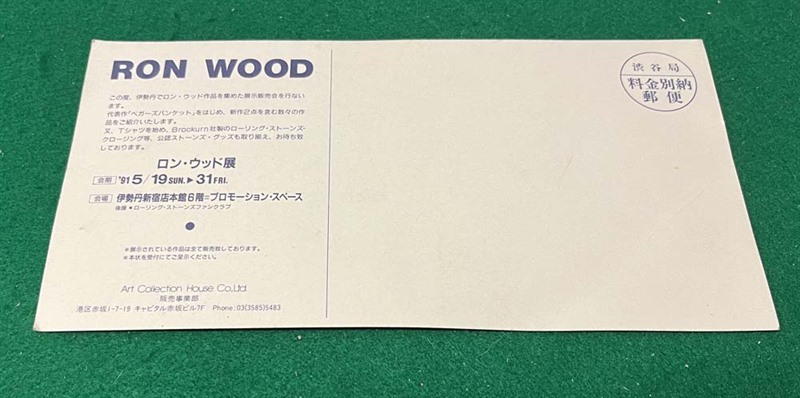 RON WOOD
この度、伊勢丹でロン・ウッド作品を集めた展示販売会を行ないます。
代表作『ベガーズバンケット』をはじめ、新作2点を含む数々の作品をご紹介いたします。
又、Tシャツを始め、Brockurn社製のローリング・ストーンズ・クロージング等、公認ストーンズ・グッズも取り揃え、お待ち致しております。
ロン・ウッド展
会期 '91 5/19SUN.▶31FRI.
会場 伊勢丹新宿店本館6階=プロモーション・スペース
後援●ローリング・ストーンズファンクラブ
●
※展示されている作品は全て販売致しております。
※本状を受付にてご呈示ください。
Art Collection House Co.,Ltd.
販売事業部
港区赤坂1-7-19 キャピタル赤坂ビル7F Phone:03(3585)5483
渋谷局
料金別納
郵便